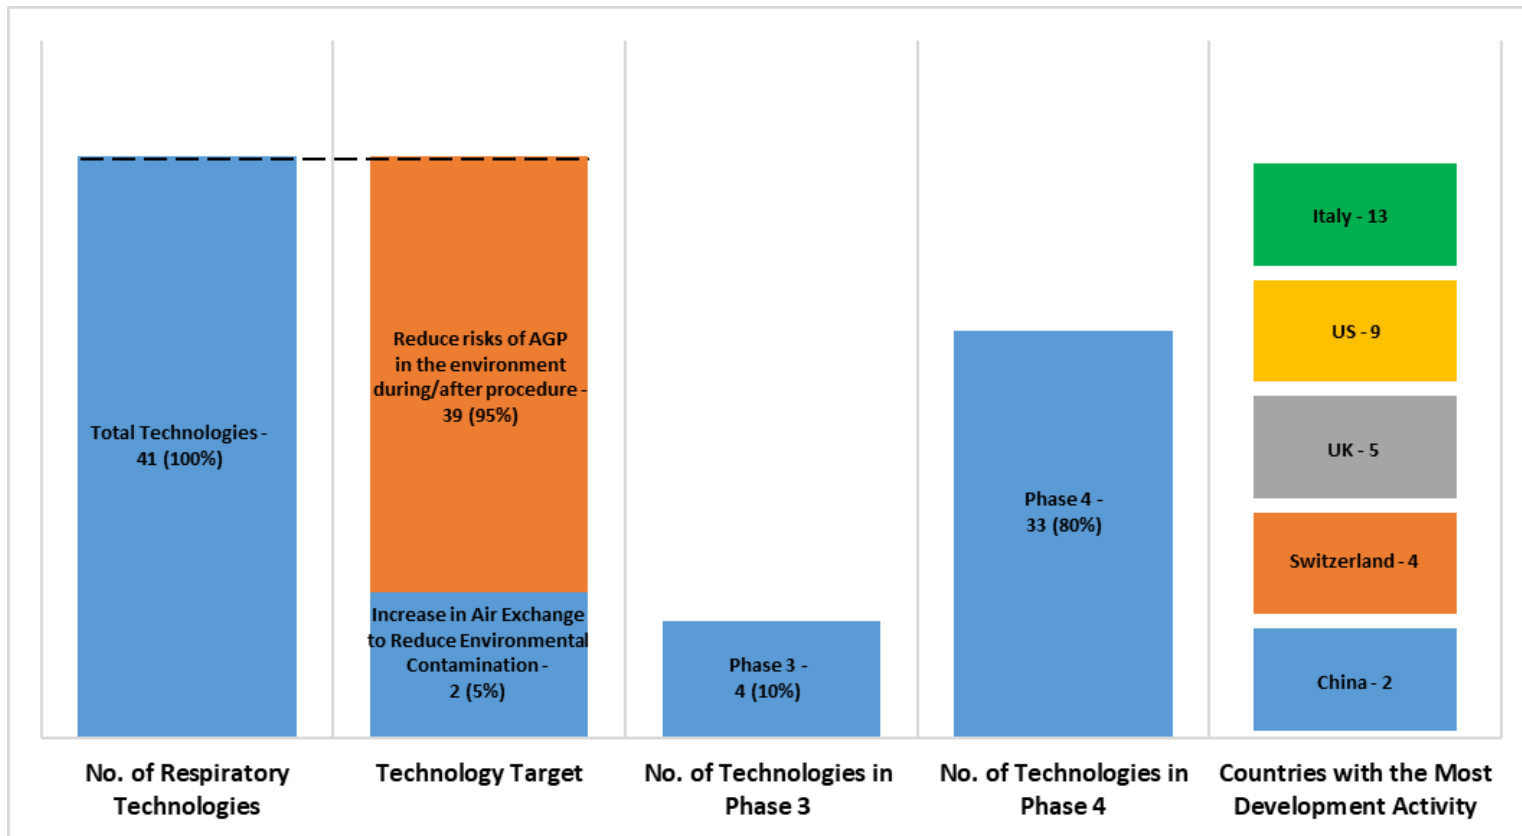 Total Technologies -
41 (100%)
Reduce risks of AGP
in the environment
during/after procedure -
39 (95%)
Increase in Air Exchange
to Reduce Environmental
Contamination -
2 (5%)
Phase 3 -
4 (10%)
Phase 4 -
33 (80%)
Italy - 13
US - 9
UK - 5
Switzerland - 4
China - 2
No. of Respiratory
Technologies
Technology Target
No. of Technologies in
Phase 3
No. of Technologies in
Phase 4
Countries with the Most
Development Activity